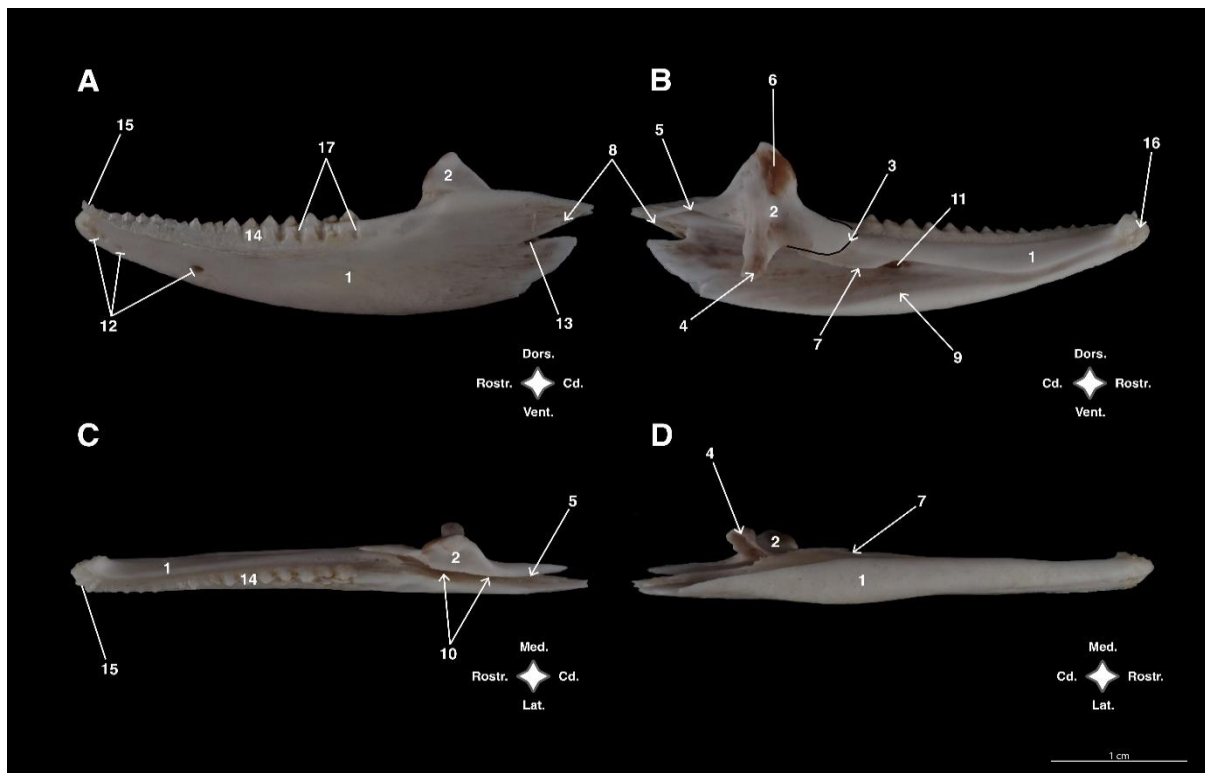 A
B
6
15
5
8
3
16
17
2
11
2
14
1
1
12
13
4
7
9
Dors.
Rostr. Cd.
Vent.
Dors.
Cd. Rostr.
Vent.
C
D
4
5
7
2
2
1
14
1
15
10
Med.
Rostr. Cd.
Lat.
Med.
Cd. Rostr.
Lat.
1 cm